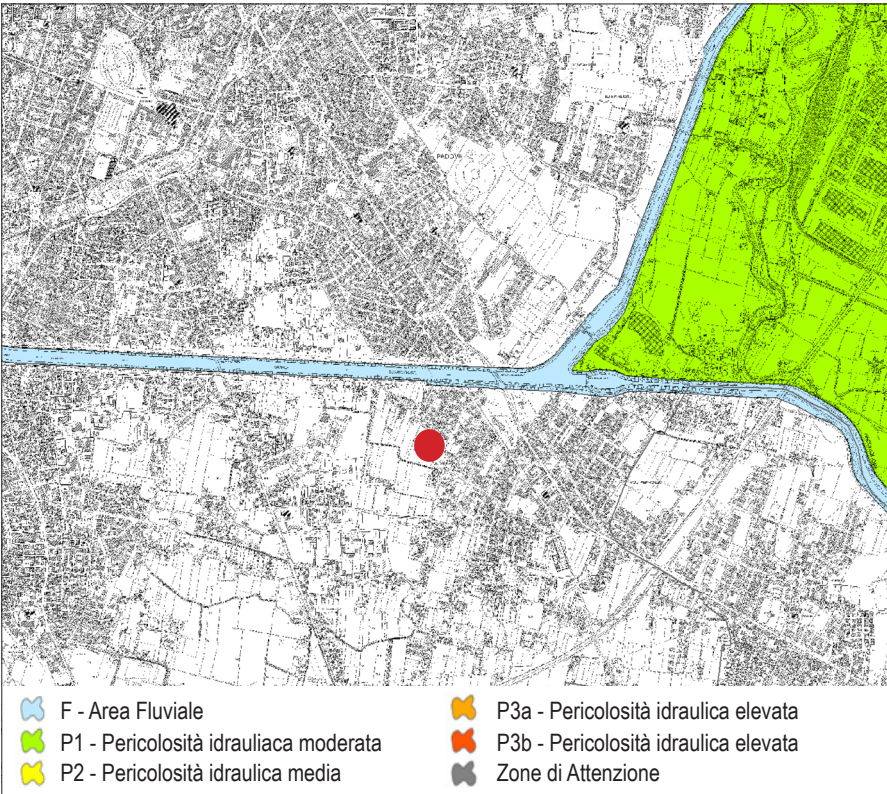 PADOVA
F - Area Fluviale
P1 - Pericolosità idrauliaca moderata
P2 - Pericolosità idraulica media
P3a - Pericolosità idraulica elevata
P3b - Pericolosità idraulica elevata
Zone di Attenzione